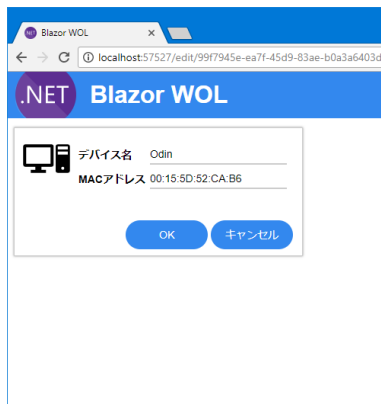 Blazor WOL
localhost:57527/edit/99f7945e-ea7f-45d9-83ae-b0a3a6403d
.NET Blazor WOL
デバイス名 Odin
MACアドレス 00:15:5D:52:CA:B6
OK キャンセル